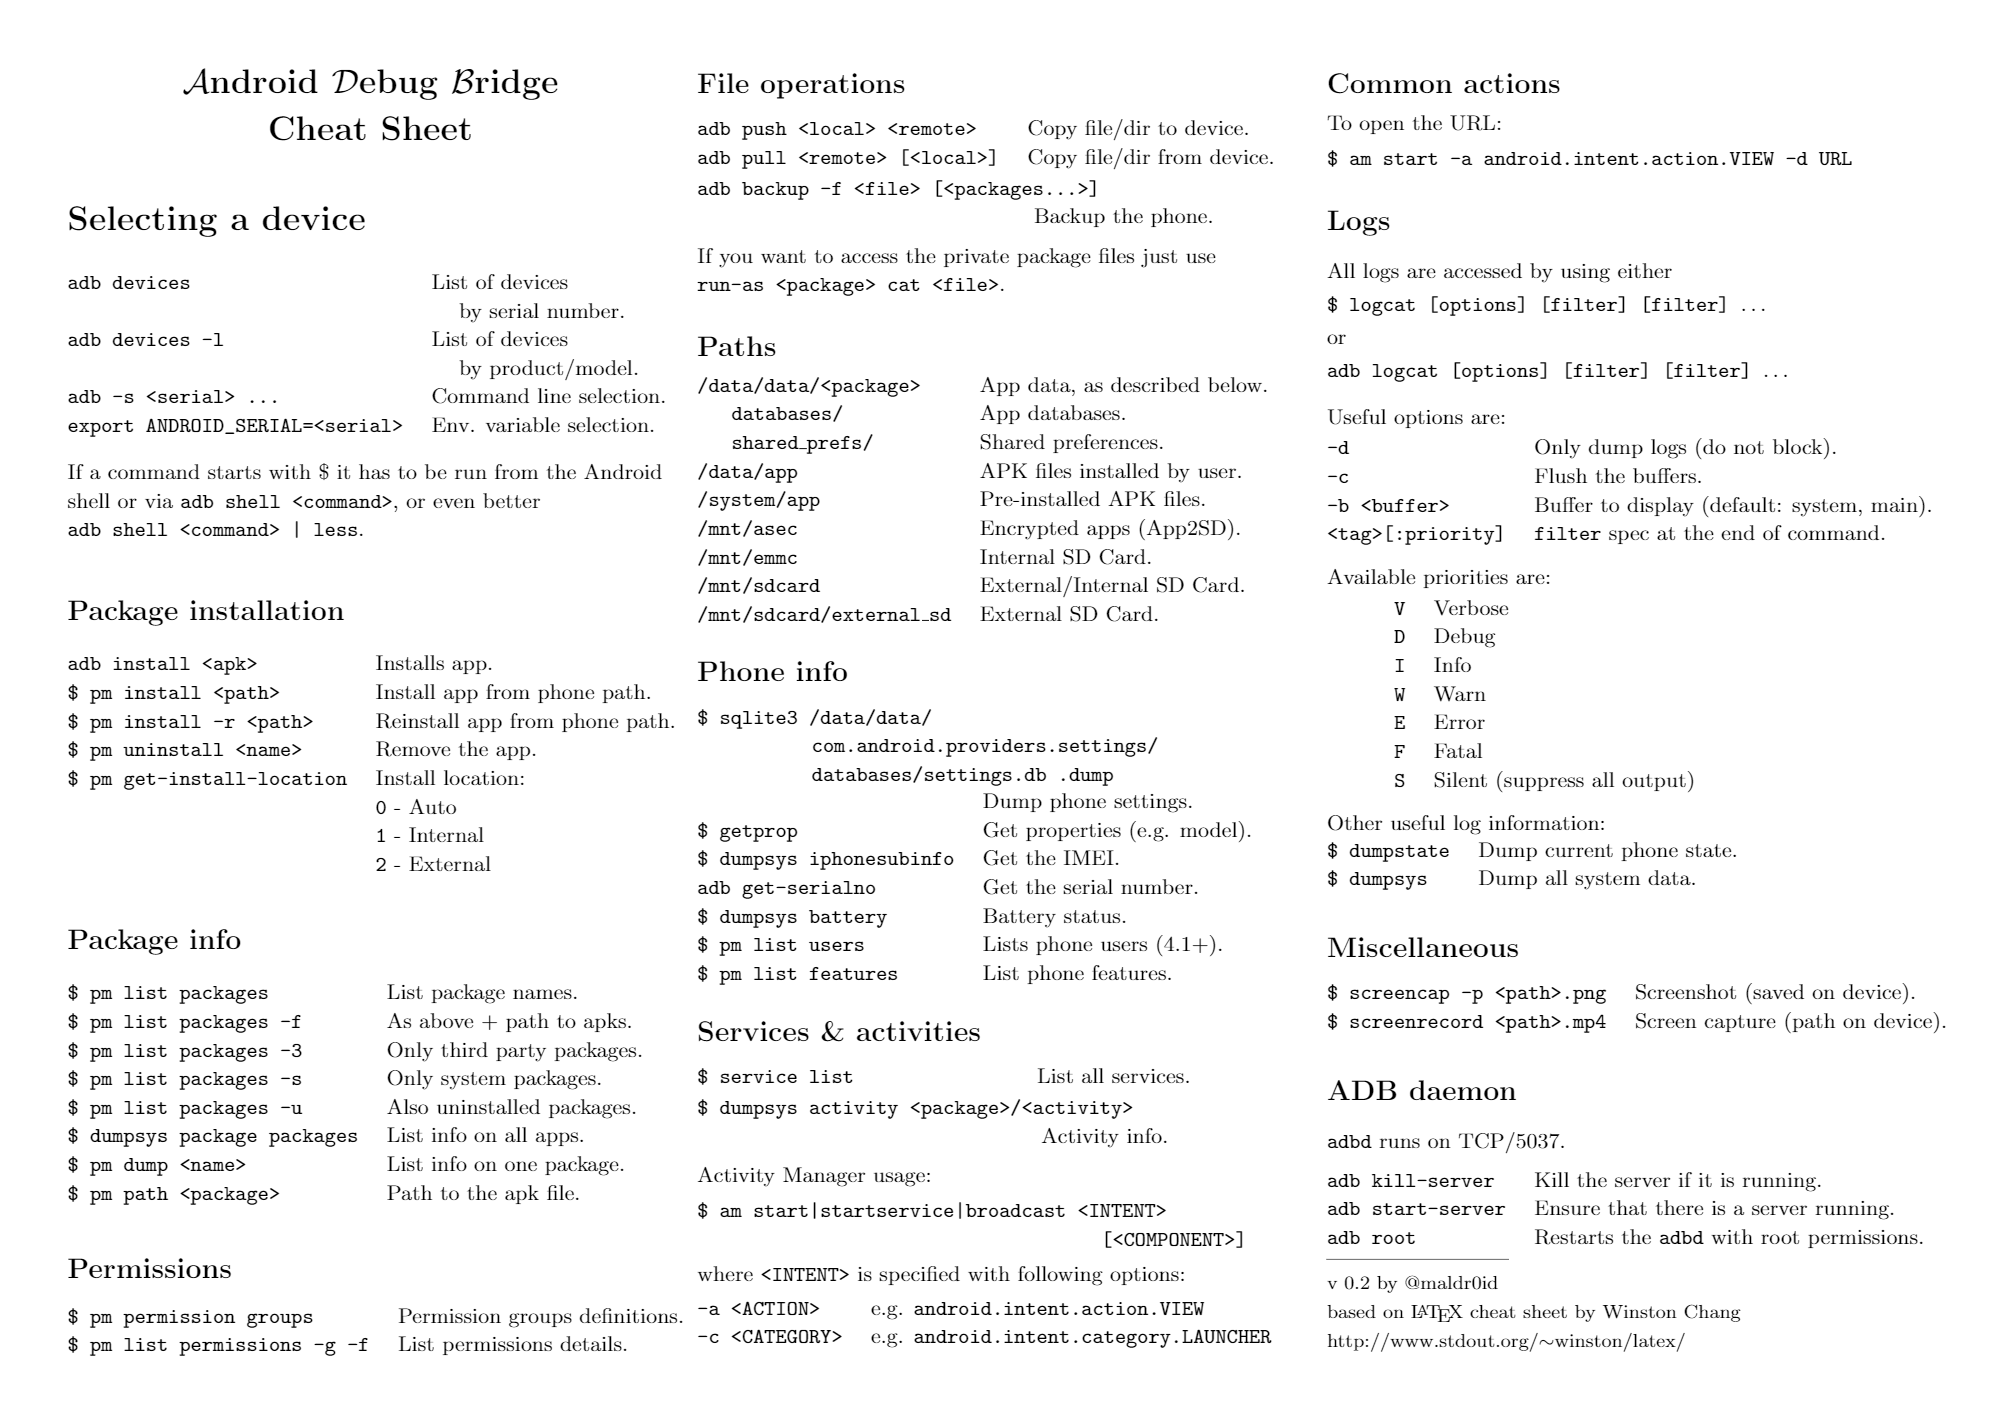 Android Debug Bridge
Cheat Sheet
Selecting a device
adb devices List of devices
by serial number.
adb devices -l List of devices
by product/model.
adb -s <serial> ... Command line selection.
export ANDROID_SERIAL=<serial> Env. variable selection.
If a command starts with $ it has to be run from the Android
shell or via adb shell <command>, or even better
adb shell <command> | less.
Package installation
adb install <apk> Installs app.
$ pm install <path> Install app from phone path.
$ pm install -r <path> Reinstall app from phone path.
$ pm uninstall <name> Remove the app.
$ pm get-install-location Install location:
0 - Auto
1 - Internal
2 - External
Package info
$ pm list packages List package names.
$ pm list packages -f As above + path to apks.
$ pm list packages -3 Only third party packages.
$ pm list packages -s Only system packages.
$ pm list packages -u Also uninstalled packages.
$ dumpsys package packages List info on all apps.
$ pm dump <name> List info on one package.
$ pm path <package> Path to the apk file.
Permissions
$ pm permission groups Permission groups definitions.
$ pm list permissions -g -f List permissions details.
File operations
adb push <local> <remote> Copy file/dir to device.
adb pull <remote> [<local>] Copy file/dir from device.
adb backup -f <file> [<packages...>]
Backup the phone.
If you want to access the private package files just use
run-as <package> cat <file>.
Paths
/data/data/<package> App data, as described below.
databases/ App databases.
shared_prefs/ Shared preferences.
/data/app APK files installed by user.
/system/app Pre-installed APK files.
/mnt/asec Encrypted apps (App2SD).
/mnt/emmc Internal SD Card.
/mnt/sdcard External/Internal SD Card.
/mnt/sdcard/external_sd External SD Card.
Phone info
$ sqlite3 /data/data/
com.android.providers.settings/
databases/settings.db .dump
Dump phone settings.
$ getprop Get properties (e.g. model).
$ dumpsys iphonesubinfo Get the IMEI.
adb get-serialno Get the serial number.
$ dumpsys battery Battery status.
$ pm list users Lists phone users (4.1+).
$ pm list features List phone features.
Services & activities
$ service list List all services.
$ dumpsys activity <package>/<activity>
Activity info.
Activity Manager usage:
$ am start|startservice|broadcast <INTENT>
[<COMPONENT>]
where <INTENT> is specified with following options:
-a <ACTION> e.g. android.intent.action.VIEW
-c <CATEGORY> e.g. android.intent.category.LAUNCHER
Common actions
To open the URL:
$ am start -a android.intent.action.VIEW -d URL
Logs
All logs are accessed by using either
$ logcat [options] [filter] [filter] ...
or
adb logcat [options] [filter] [filter] ...
Useful options are:
-d Only dump logs (do not block).
-c Flush the buffers.
-b <buffer> Buffer to display (default: system, main).
<tag>[:priority] filter spec at the end of command.
Available priorities are:
V Verbose
D Debug
I Info
W Warn
E Error
F Fatal
S Silent (suppress all output)
Other useful log information:
$ dumpstate Dump current phone state.
$ dumpsys Dump all system data.
Miscellaneous
$ screencap -p <path>.png Screenshot (saved on device).
$ screenrecord <path>.mp4 Screen capture (path on device).
ADB daemon
adbd runs on TCP/5037.
adb kill-server Kill the server if it is running.
adb start-server Ensure that there is a server running.
adb root Restarts the adbd with root permissions.
v 0.2 by @maldr0id
based on LATEX cheat sheet by Winston Chang
http://www.stdout.org/~winston/latex/